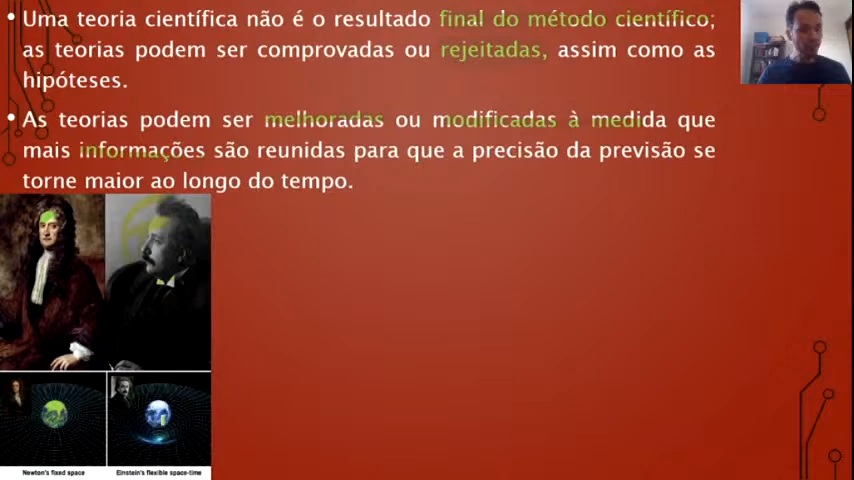 • Uma teoria científica não é o resultado final do método científico;
as teorias podem ser comprovadas ou rejeitadas, assim como as
hipóteses.
• As teorias podem ser melhoradas ou modificadas à medida que
mais informações são reunidas para que a precisão da previsão se
torne maior ao longo do tempo.
Newton's fixed space
Einstein's flexible space-time